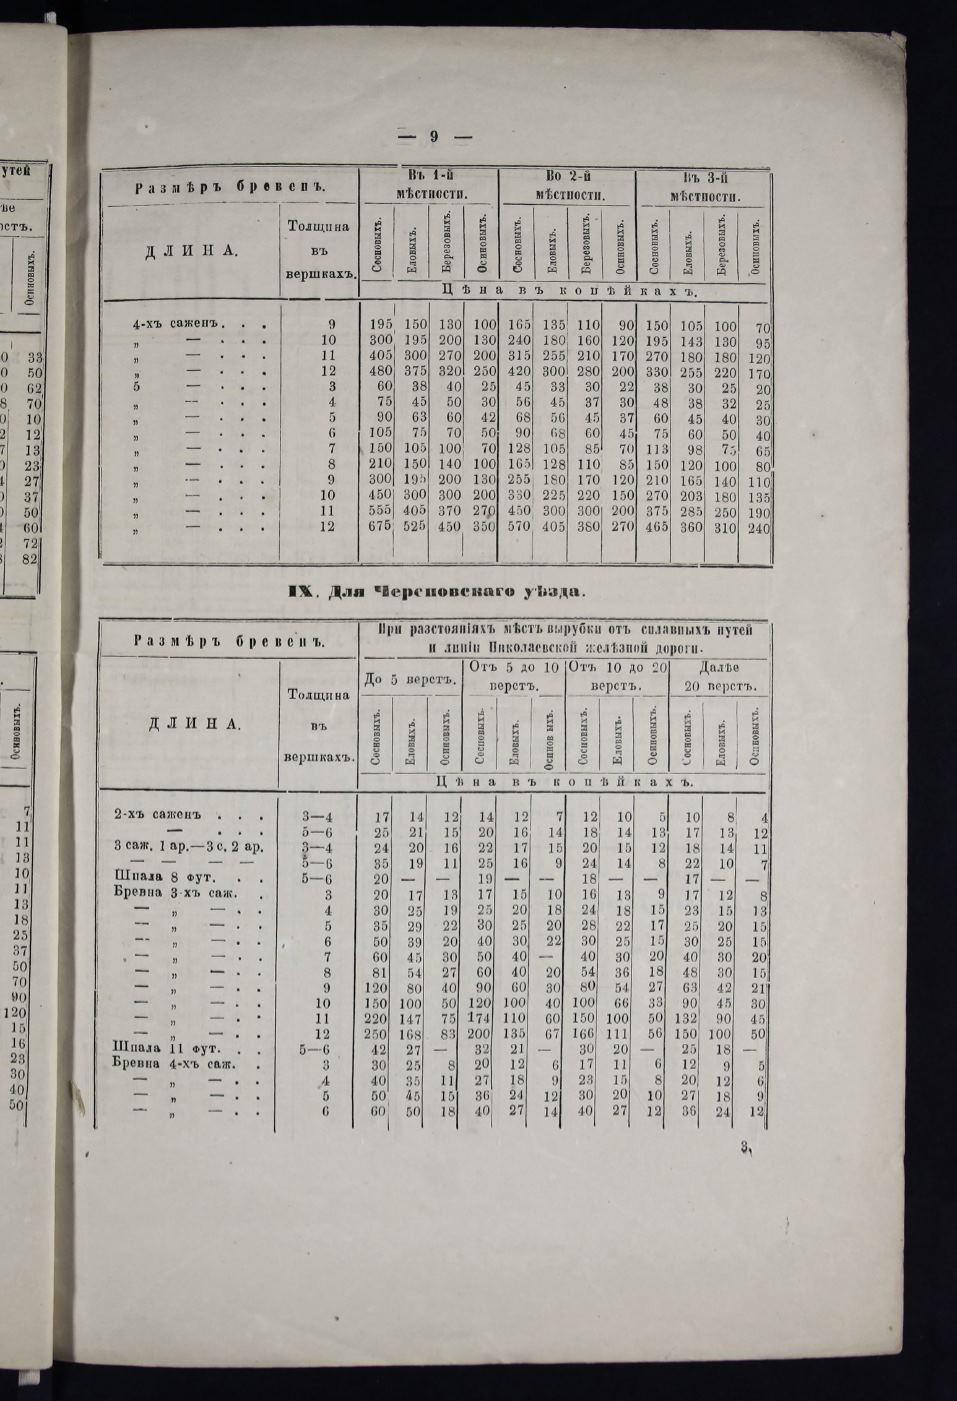 — 9 —
Размѣръ бревенъ.
Въ 1-й мѣстности.
Во 2-й мѣстности.
Въ 3-й мѣстности.
ДЛИНА.
Толщина въ вершкахъ.
Сосновыхъ. Еловыхъ. Березовыхъ. Осиновыхъ. Сосновыхъ. Еловыхъ. Березовыхъ. Осиновыхъ. Сосновыхъ. Еловыхъ. Березовыхъ. Осиновыхъ.
Цѣна въ копѣйкахъ.
4-хъ саженъ. . . 9 195 150 130 100 165 135 110 90 150 105 100 70
„ — . . . 10 300 195 200 130 240 180 160 120 195 143 130 95
„ — . . . 11 405 300 270 200 315 255 210 170 270 180 180 120
„ — . . . 12 480 375 320 250 420 300 280 200 330 255 220 170
5 — . . . 3 60 38 40 25 45 33 30 22 38 30 25 20
„ — . . . 4 75 45 50 30 56 45 37 30 48 38 32 25
„ — . . . 5 90 63 60 42 68 56 45 37 60 45 40 30
„ — . . . 6 105 75 70 50 90 68 60 45 75 60 50 40
„ — . . . 7 150 105 100 70 128 105 85 70 113 98 75 65
„ — . . . 8 210 150 140 100 165 128 110 85 150 120 100 80
„ — . . . 9 300 195 200 130 255 180 170 120 210 165 140 110
„ — . . . 10 450 300 300 200 330 225 220 150 270 203 180 135
„ — . . . 11 555 405 370 270 450 300 300 200 375 285 250 190
„ — . . . 12 675 525 450 350 570 405 380 270 465 360 310 240
IX. Для Череповскаго уѣзда.
Размѣръ бревенъ.
При разстояніяхъ мѣстъ вырубки отъ сплавныхъ путей
и линіи Николаевской желѣзной дороги.
До 5 верстъ.
Отъ 5 до 10 верстъ.
Отъ 10 до 20 верстъ.
Далѣе 20 верстъ.
ДЛИНА.
Толщина въ вершкахъ.
Сосновыхъ. Еловыхъ. Осиновыхъ. Сосновыхъ. Еловыхъ. Осиновыхъ. Сосновыхъ. Еловыхъ. Осиновыхъ. Сосновыхъ. Еловыхъ. Осиновыхъ.
Цѣна въ копѣйкахъ.
2-хъ саженъ . . . 3—4 17 14 12 14 12 7 12 10 5 10 8 4
— . . . 5—6 25 21 15 20 16 14 18 14 13 17 13 12
3 саж. 1 ар.—3 с. 2 ар. 3—4 24 20 16 22 17 15 20 15 12 18 14 11
— — — — 5—6 35 19 11 25 16 9 24 14 8 22 10 7
Шпала 8 фут. . . 5—6 20 — — 19 — — 18 — — 17 — —
Бревна 3-хъ саж. . 3 20 17 13 17 15 10 16 13 9 17 12 8
— „ — . . 4 30 25 19 25 20 18 24 18 15 23 15 13
— „ — . . 5 35 29 22 30 25 20 28 22 17 25 20 15
— „ — . . 6 50 39 20 40 30 22 30 25 15 30 25 15
— „ — . . 7 60 45 30 50 40 — 40 30 20 40 30 20
— „ — . . 8 81 54 27 60 40 20 54 36 18 48 30 15
— „ — . . 9 120 80 40 90 60 30 80 54 27 63 42 21
— „ — . . 10 150 100 50 120 100 40 100 66 33 90 45 30
— „ — . . 11 220 147 75 174 110 60 150 100 50 132 90 45
— „ — . . 12 250 168 83 200 135 67 166 111 56 150 100 50
Шпала 11 фут. . . 5—6 42 27 — 32 21 — 30 20 — 25 18 —
Бревна 4-хъ саж. . 3 30 25 8 20 12 6 17 11 6 12 9 5
— „ — . . 4 40 35 11 27 18 9 23 15 8 20 12 6
— „ — . . 5 50 45 15 36 24 12 30 20 10 27 18 9
— „ — . . 6 60 50 18 40 27 14 40 27 12 36 24 12
3